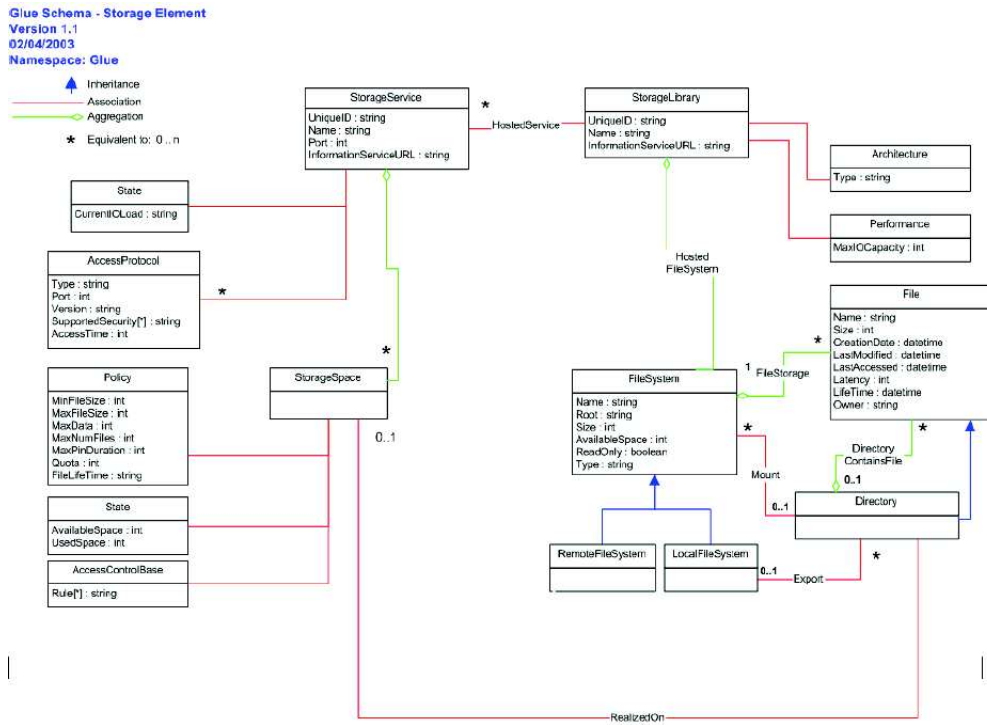 Glue Schema - Storage Element
Version 1.1
02/04/2003
Namespace: Glue
Inheritance
Association
Aggregation
* Equivalent to: 0..n
StorageService
UniqueID : string
Name : string
Port : int
InformationServiceURL : string
*
HostedService
StorageLibrary
UniqueID : string
Name : string
InformationServiceURL : string
Architecture
Type : string
Performance
MaxIOCapacity : int
State
CurrentIOLoad : string
AccessProtocol
Type : string
Port : int
Version : string
SupportedSecurity[*] : string
AccessTime : int
*
Hosted
FileSystem
File
Name : string
Size : int
CreationDate : datetime
LastModified : datetime
LastAccessed : datetime
Latency : int
LifeTime : datetime
Owner : string
*
1
FileStorage
*
StorageSpace
0..1
Policy
MinFileSize : int
MaxFileSize : int
MaxData : int
MaxNumFiles : int
MaxPinDuration : int
Quota : int
FileLifeTime : string
FileSystem
Name : string
Root : string
Size : int
AvailableSpace : int
ReadOnly : boolean
Type : string
*
Mount
0..1
*
Directory
ContainsFile
0..1
Directory
State
AvailableSpace : int
UsedSpace : int
AccessControlBase
Rule[*] : string
RemoteFileSystem
LocalFileSystem
0..1
Export
*
RealizedOn